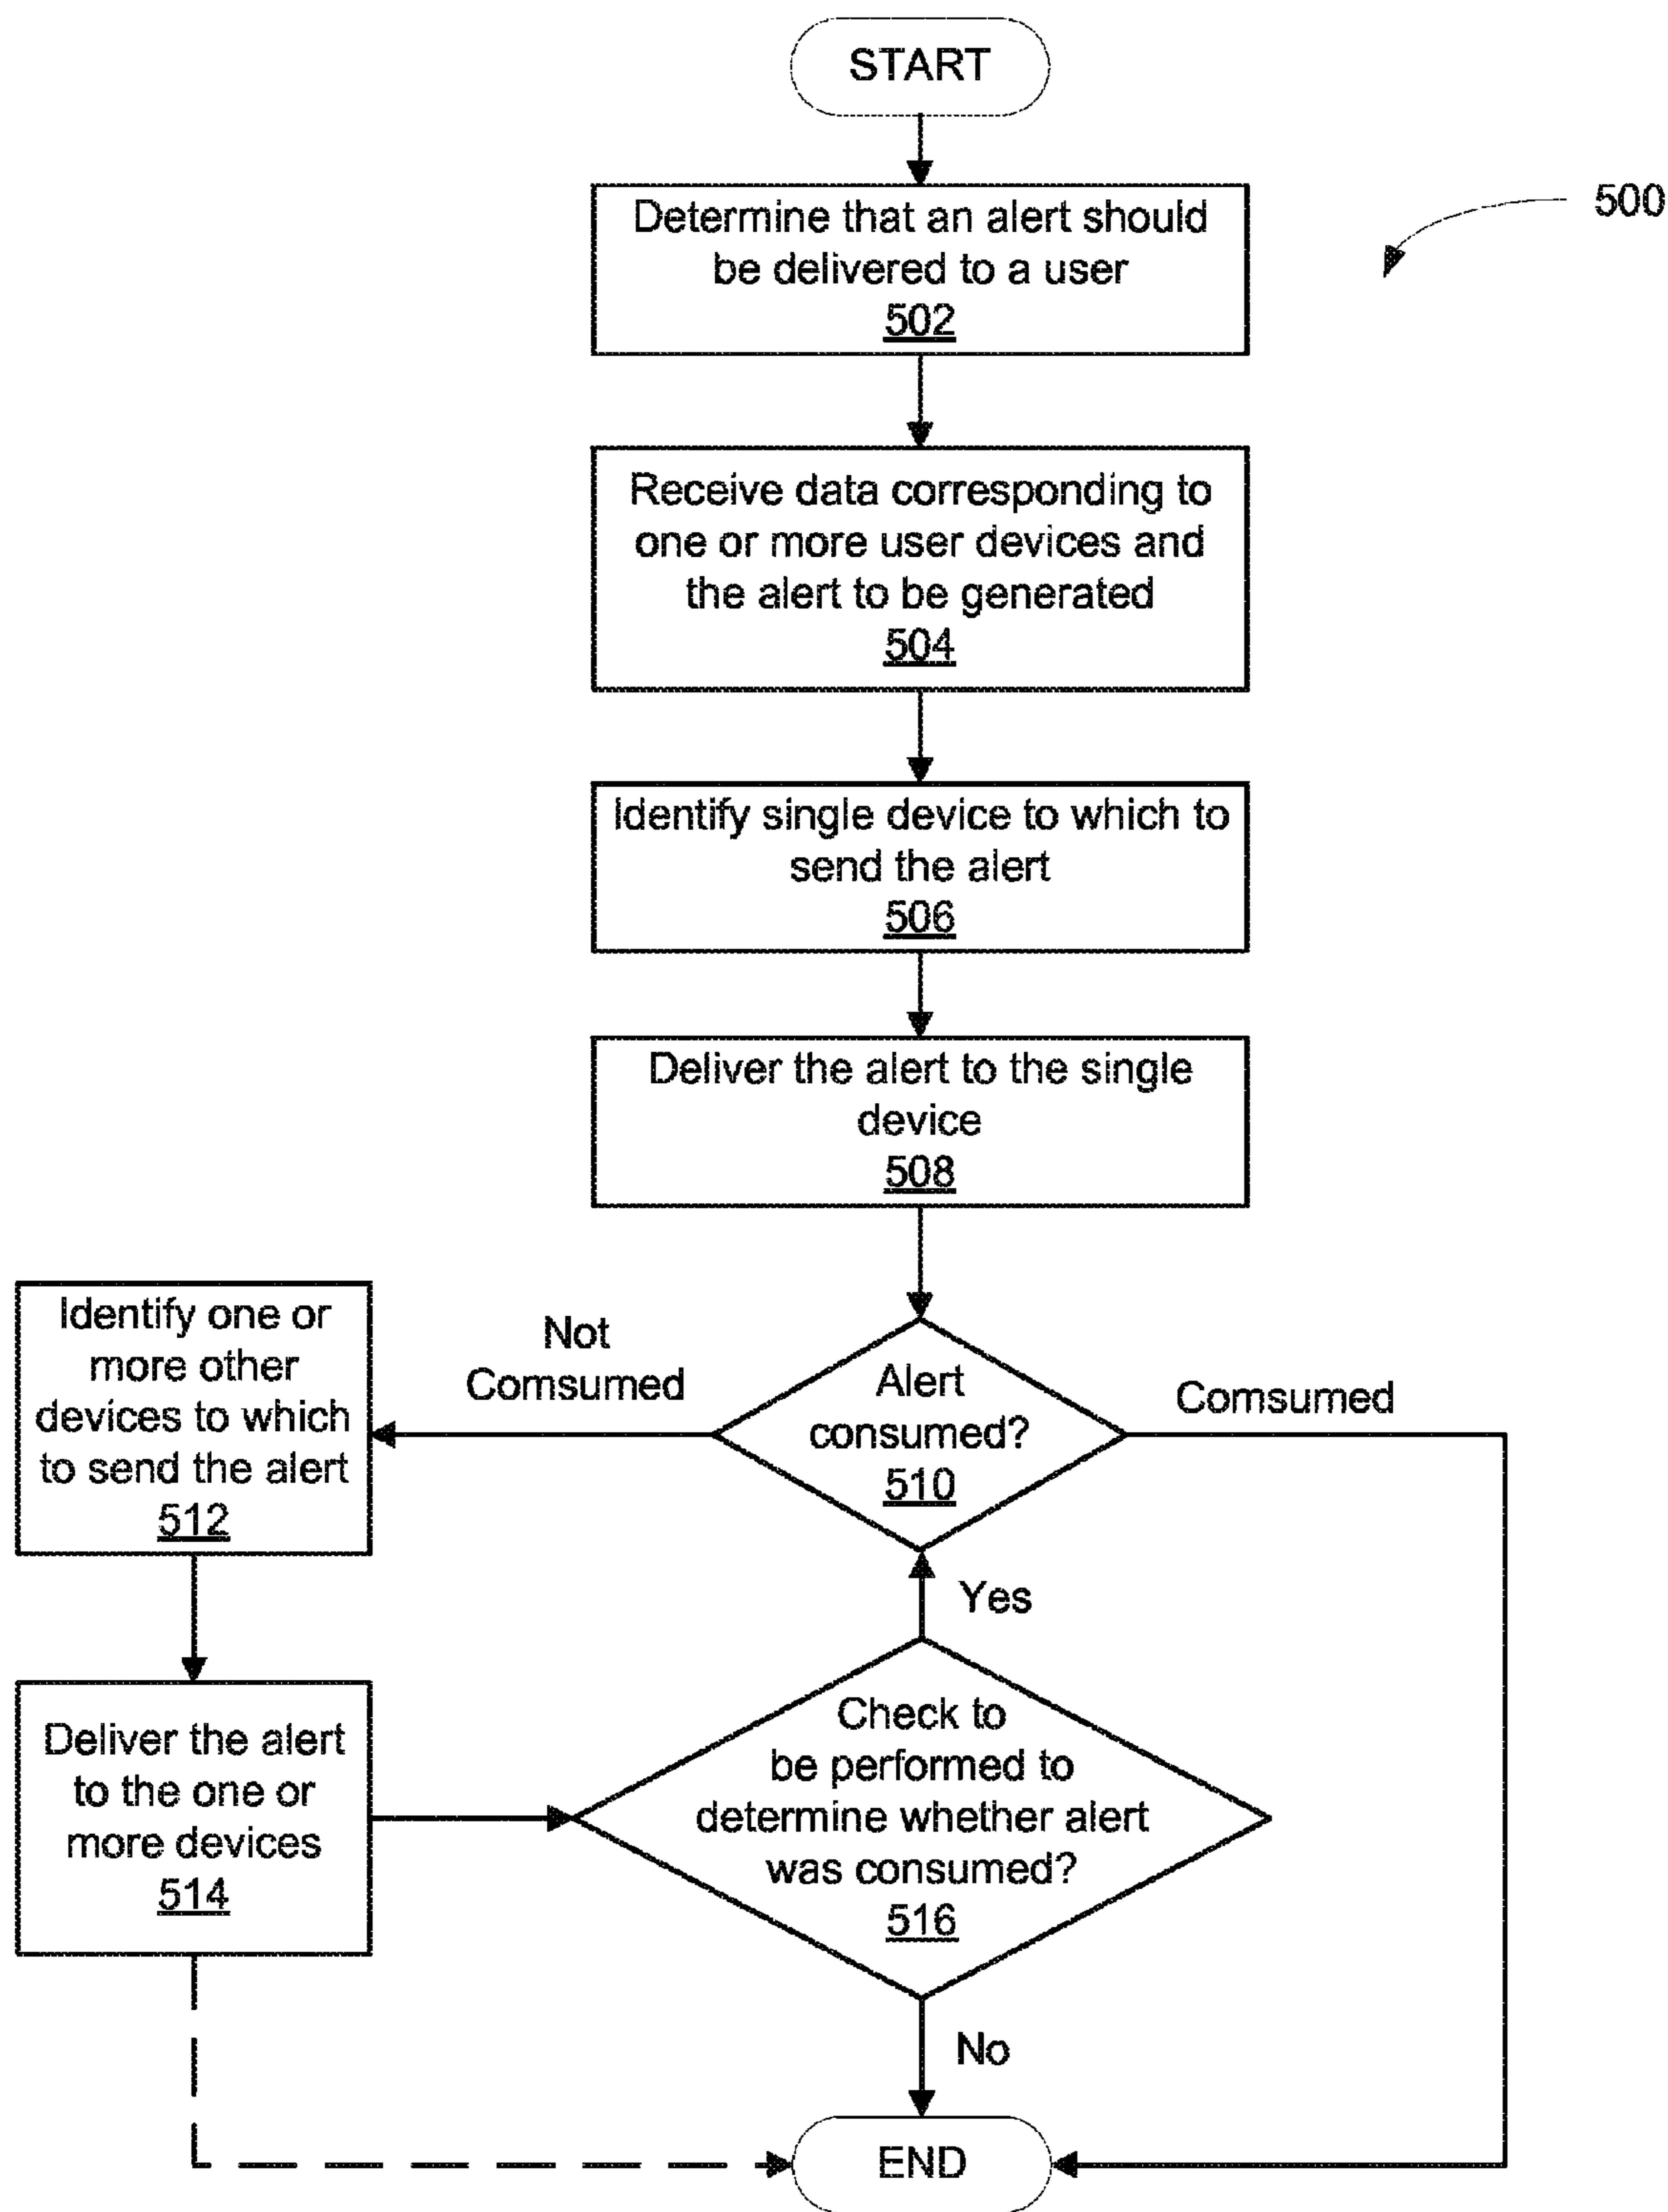 START
500
Determine that an alert should
be delivered to a user
502
Receive data corresponding to
one or more user devices and
the alert to be generated
504
Identify single device to which to
send the alert
506
Deliver the alert to the single
device
508
Alert
consumed?
510
Not
Comsumed
Comsumed
Identify one or
more other
devices to which
to send the alert
512
Deliver the alert
to the one or
more devices
514
Yes
Check to
be performed to
determine whether alert
was consumed?
516
No
END